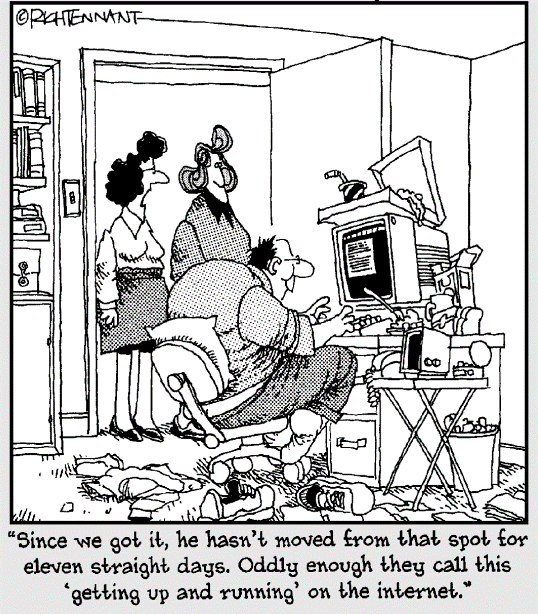 ©RICHTENNANT
"Since we got it, he hasn't moved from that spot for
eleven straight days. Oddly enough they call this
'getting up and running' on the internet."